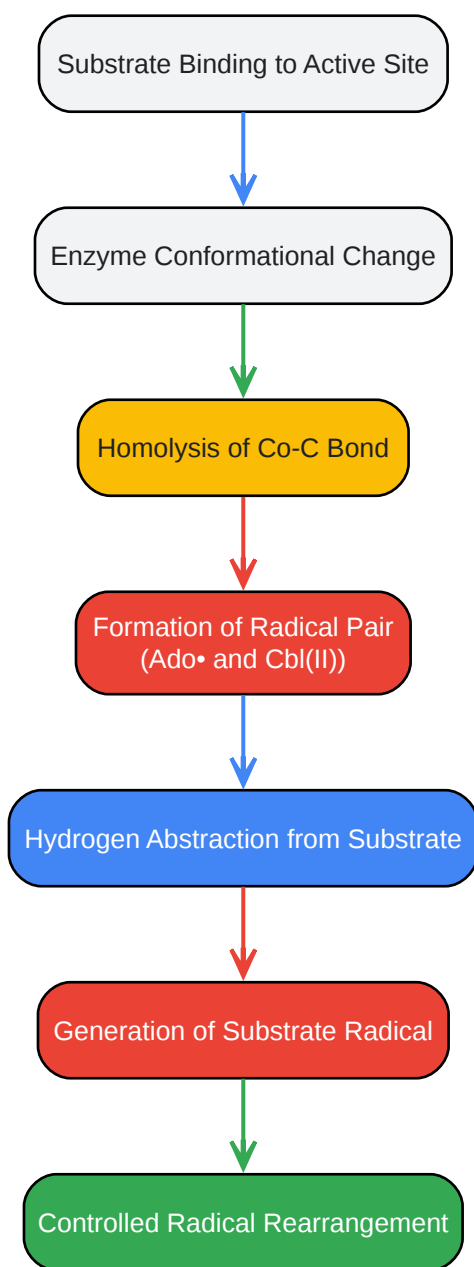 Substrate Binding to Active Site
Enzyme Conformational Change
Homolysis of Co-C Bond
Formation of Radical Pair
(Ado• and Cbl(II))
Hydrogen Abstraction from Substrate
Generation of Substrate Radical
Controlled Radical Rearrangement